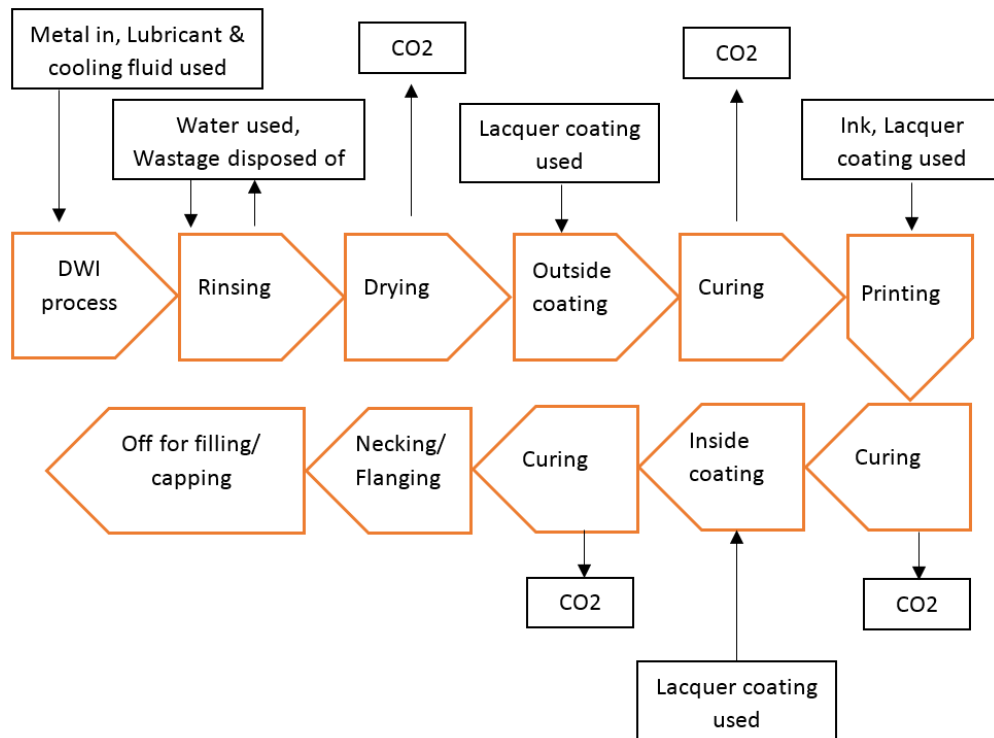 Metal in, Lubricant &
cooling fluid used
CO2
CO2
Water used,
Wastage disposed of
Lacquer coating
used
Ink, Lacquer
coating used
DWI
process
Rinsing
Drying
Outside
coating
Curing
Printing
Off for filling/
capping
Necking/
Flanging
Curing
Inside
coating
Curing
CO2
CO2
Lacquer coating
used